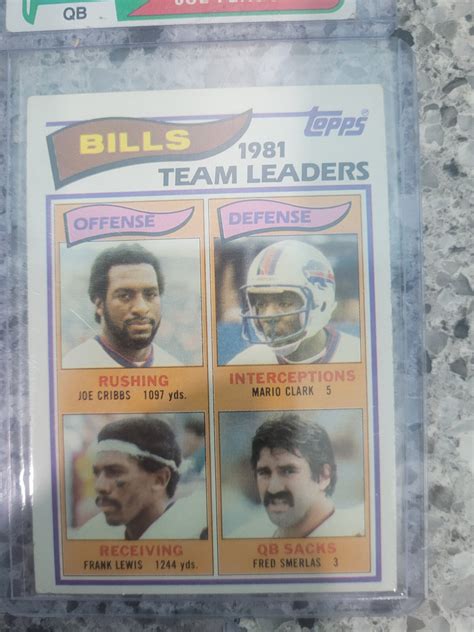 QB
BILLS
topps
1981
TEAM LEADERS
OFFENSE
DEFENSE
RUSHING
JOE CRIBBS 1097 yds.
INTERCEPTIONS
MARIO CLARK 5
RECEIVING
FRANK LEWIS 1244 yds.
QB SACKS
FRED SMERLAS 3